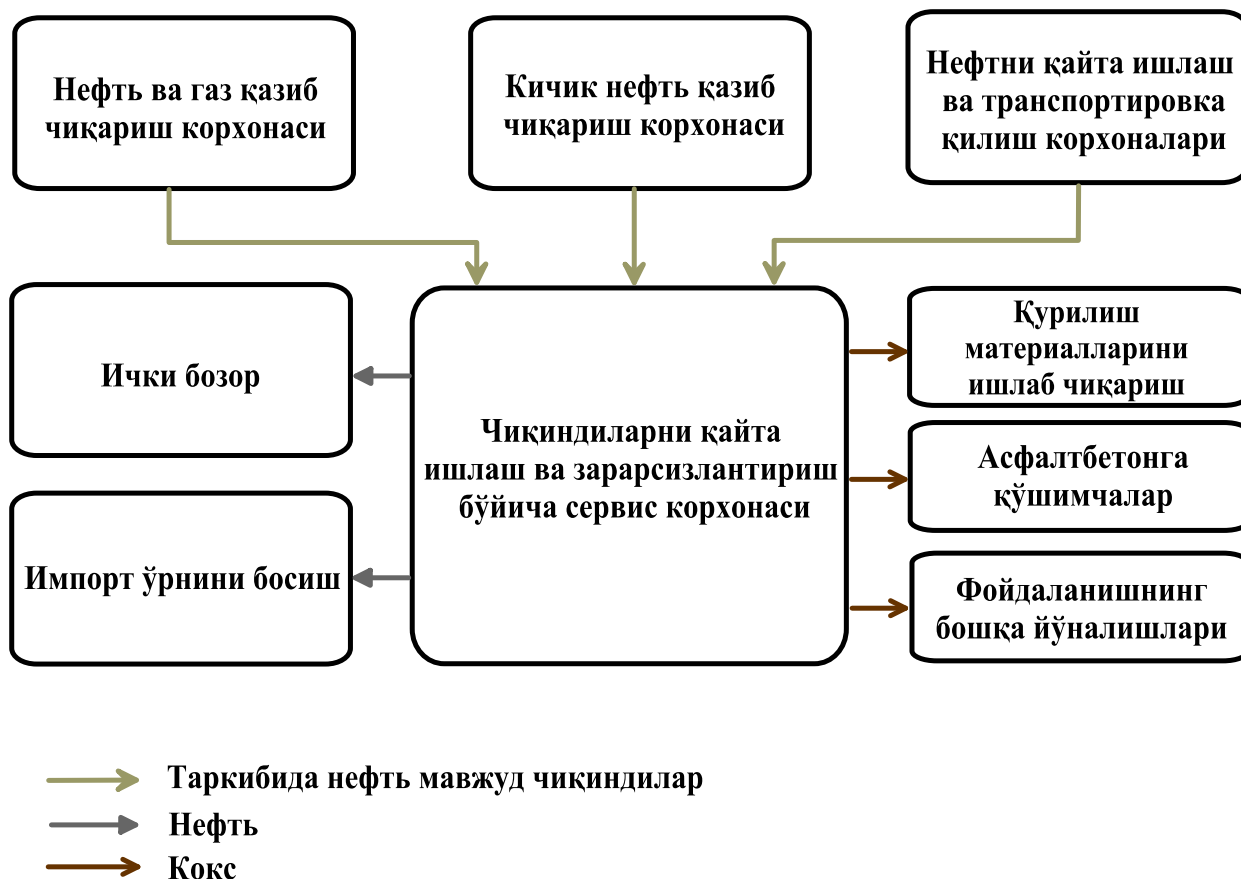 Нефть ва газ қазиб
чиқариш корхонаси
Кичик нефть қазиб
чиқариш корхонаси
Нефтни қайта ишлаш
ва транспортировка
қилиш корхоналари
Ички бозор
Импорт ўрнини босиш
Чиқиндиларни қайта
ишлаш ва зарарсизлантириш
бўйича сервис корхонаси
Қурилиш
материалларини
ишлаб чиқариш
Асфалтбетонга
қўшимчалар
Фойдаланишнинг
бошқа йўналишлари
Таркибида нефть мавжуд чиқиндилар
Нефть
Кокс